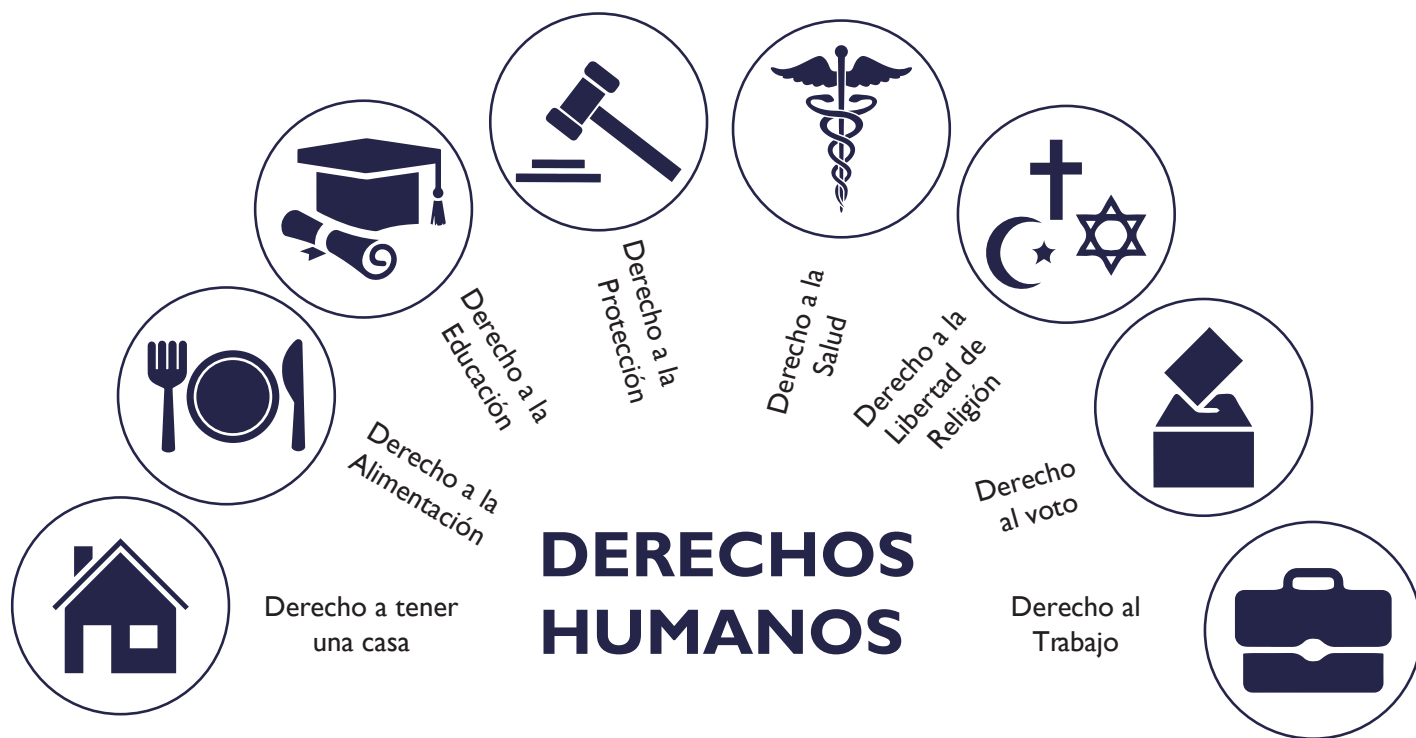 Derecho a tener
una casa
Derecho a la
Alimentación
Derecho a la
Educación
Derecho a la
Protección
Derecho a la
Salud
Derecho a la
Libertad de
Religión
Derecho
al voto
Derecho al
Trabajo
DERECHOS
HUMANOS